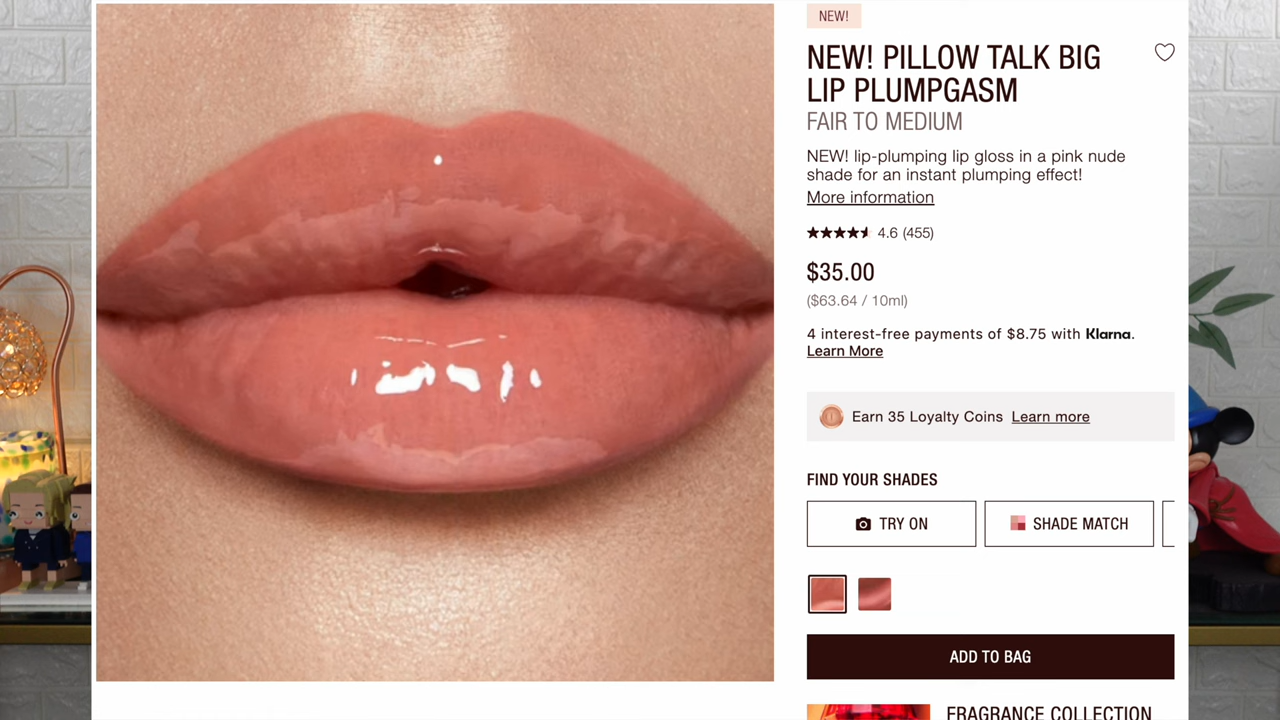 NEW!
NEW! PILLOW TALK BIG
LIP PLUMPGASM
FAIR TO MEDIUM
NEW! lip-plumping lip gloss in a pink nude
shade for an instant plumping effect!
More information
4.6 (455)
$35.00
($63.64 / 10ml)
4 interest-free payments of $8.75 with Klarna.
Learn More
Earn 35 Loyalty Coins Learn more
FIND YOUR SHADES
TRY ON
SHADE MATCH
ADD TO BAG
FRAGRANCE COLLECTION